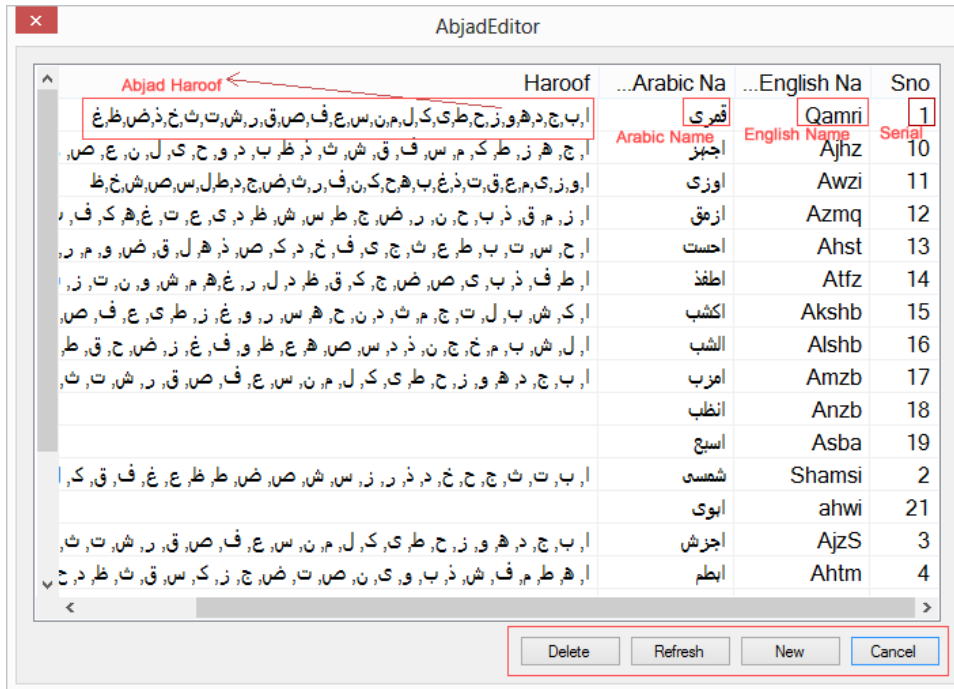 AbjadEditor
Sno English Na... Arabic Na... Haroof
Abjad Haroof
1 Qamri قمری ا,ب,ج,د,ھ,و,ز,ح,ط,ی,ک,ل,م,ن,س,ع,ف,ص,ق,ر,ش,ت,ث,خ,ذ,ض,ظ,غ
Serial English Name Arabic Name
10 Ajhz اجہز ا, ج, ھ, ز, ط, ک, م, س, ف, ق, ش, ث, ذ, ظ, ب, د, و, ح, ی, ل, ن, ع, ص,
11 Awzi اوزی ا,و,ز,ی,م,ع,ق,ت,ذ,غ,ب,ھ,ح,ک,ن,ف,ر,ث,ض,ج,د,ط,ل,س,ص,ش,خ,ظ
12 Azmq ازمق ا, ز, م, ق, ذ, ب, ح, ن, ر, ض, ج, ط, س, ش, ظ, د, ی, ع, ت, غ,ھ, ک, ف,
13 Ahst احست ا, ح, س, ت, ب, ط, ع, ث, ج, ی, ف, خ, د, ک, ص, ذ, ھ, ل, ق, ض, و, م, ر,
14 Atfz اطفذ ا, ط, ف, ذ, ب, ی, ص, ض, ج, ک, ق, ظ, د, ل, ر, غ,ھ, م, ش, و, ن, ت, ز,
15 Akshb اکشب ا, ک, ش, ب, ل, ت, ج, م, ث, د, ن, خ, ھ, س, ر, و, غ, ز, ط, ی, ع, ف, ص,
16 Alshb الشب ا, ل, ش, ب, م, خ, ج, ن, ذ, د, س, ص, ھ, ع, ظ, و, ف, غ, ز, ض, ح, ق, ط,
17 Amzb امزب ا, ب, ج, د, ھ, و, ز, ح, ط, ی, ک, ل, م, ن, س, ع, ف, ص, ق, ر, ش, ت, ث,
18 Anzb انظب
19 Asba اسبع
2 Shamsi شمسی ا, ب, ت, ث, ج, ح, خ, د, ذ, ر, ز, س, ش, ص, ض, ط, ظ, ع, غ, ف, ق, ک,
21 ahwi ابوی
3 AjzS اجزش ا, ب, ج, د, ھ, و, ز, ح, ط, ی, ک, ل, م, ن, س, ع, ف, ص, ق, ر, ش, ت, ث,
4 Ahtm ابطم ا, ھ, ط, م, ف, ش, ذ, ب, و, ی, ن, ص, ت, ض, ج, ز, ک, س, ق, ث, ظ, د, ح
Delete Refresh New Cancel